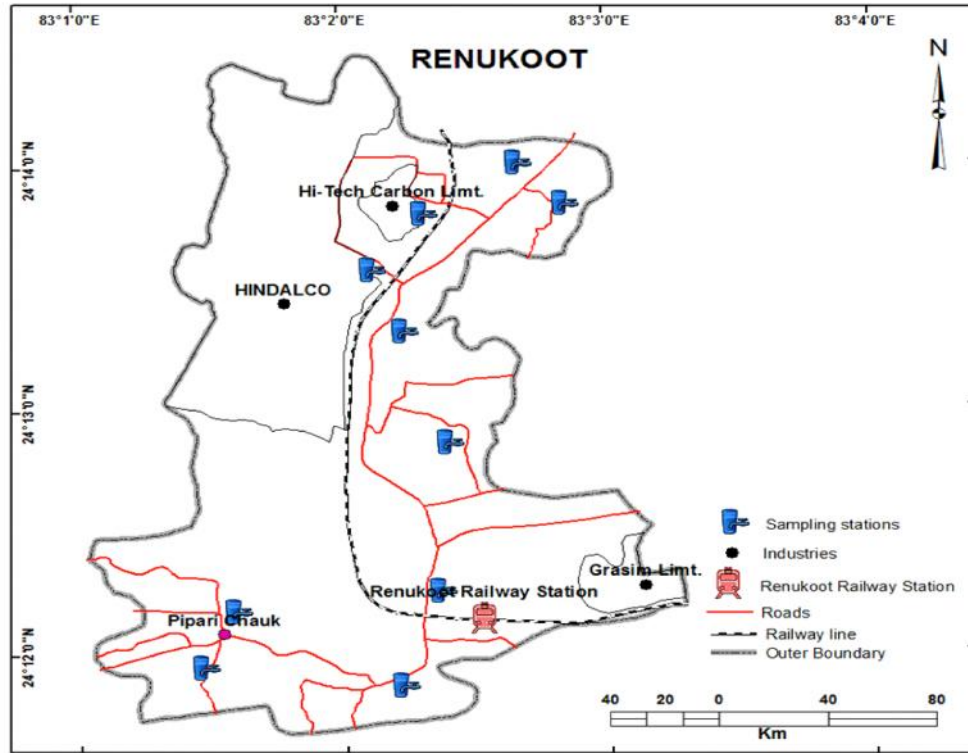 83°1'0"E
83°2'0"E
83°3'0"E
83°4'0"E
RENUKOOT
N
24°14'0"N
Hi-Tech Carbon Limt.
HINDALCO
24°13'0"N
Sampling stations
Industries
Grasim Limt.
Renukoot Railway Station
Renukoot Railway Station
Roads
Pipari Chauk
Railway line
Outer Boundary
24°12'0"N
40 20 0 40 80
Km